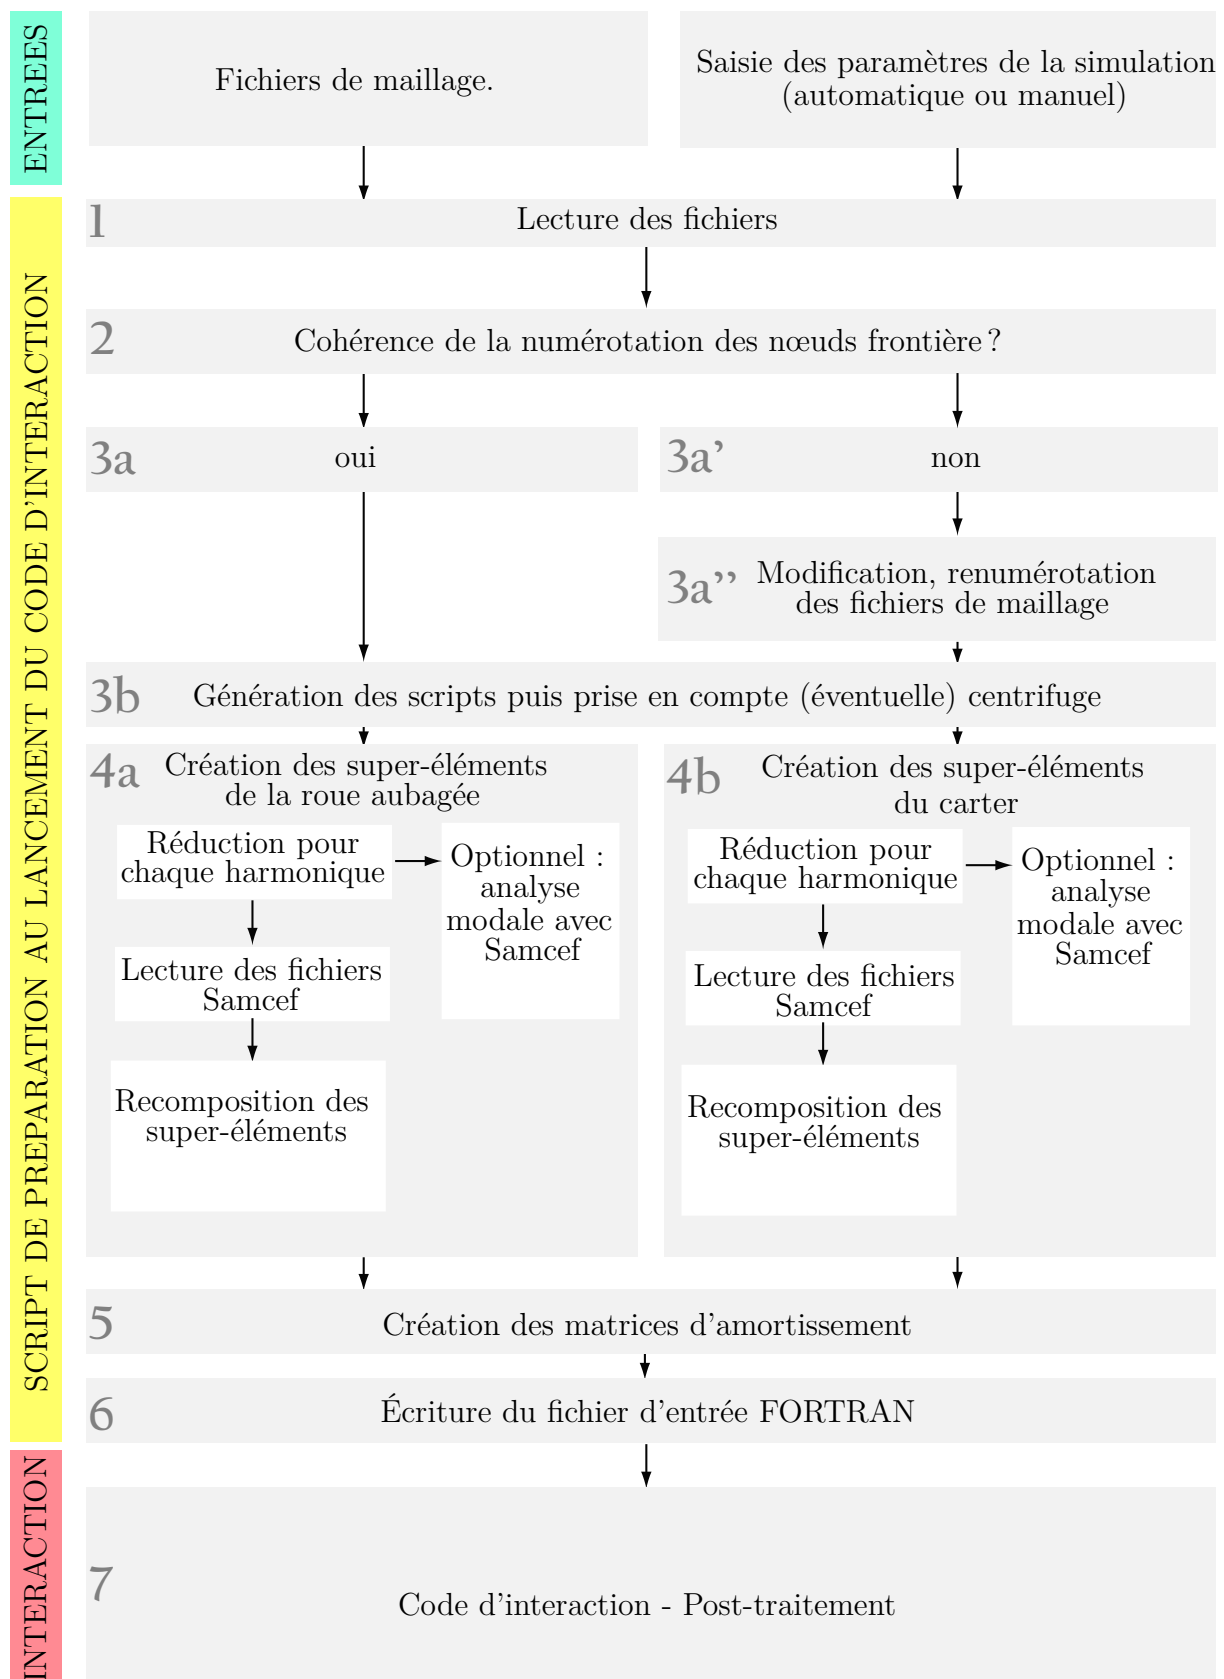 ENTREES
Fichiers de maillage.
Saisie des paramètres de la simulation
(automatique ou manuel)
SCRIPT DE PREPARATION AU LANCEMENT DU CODE D'INTERACTION
1
Lecture des fichiers
2
Cohérence de la numérotation des nœuds frontière ?
3a
oui
3a'
non
3a''
Modification, renumérotation
des fichiers de maillage
3b
Génération des scripts puis prise en compte (éventuelle) centrifuge
4a
Création des super-éléments
de la roue aubagée
Réduction pour
chaque harmonique
Optionnel :
analyse
modale avec
Samcef
Lecture des fichiers
Samcef
Recomposition des
super-éléments
4b
Création des super-éléments
du carter
Réduction pour
chaque harmonique
Optionnel :
analyse
modale avec
Samcef
Lecture des fichiers
Samcef
Recomposition des
super-éléments
5
Création des matrices d'amortissement
6
Écriture du fichier d'entrée FORTRAN
INTERACTION
7
Code d'interaction - Post-traitement